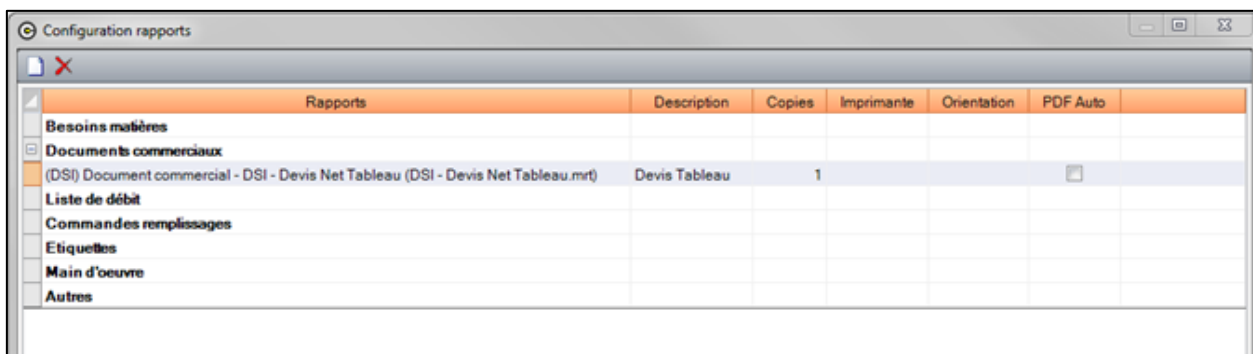 Configuration rapports
Rapports Description Copies Imprimante Orientation PDF Auto
Besoins matières
Documents commerciaux
(DSI) Document commercial - DSI - Devis Net Tableau (DSI - Devis Net Tableau.mrt) Devis Tableau 1
Liste de débit
Commandes remplissages
Etiquettes
Main d'oeuvre
Autres